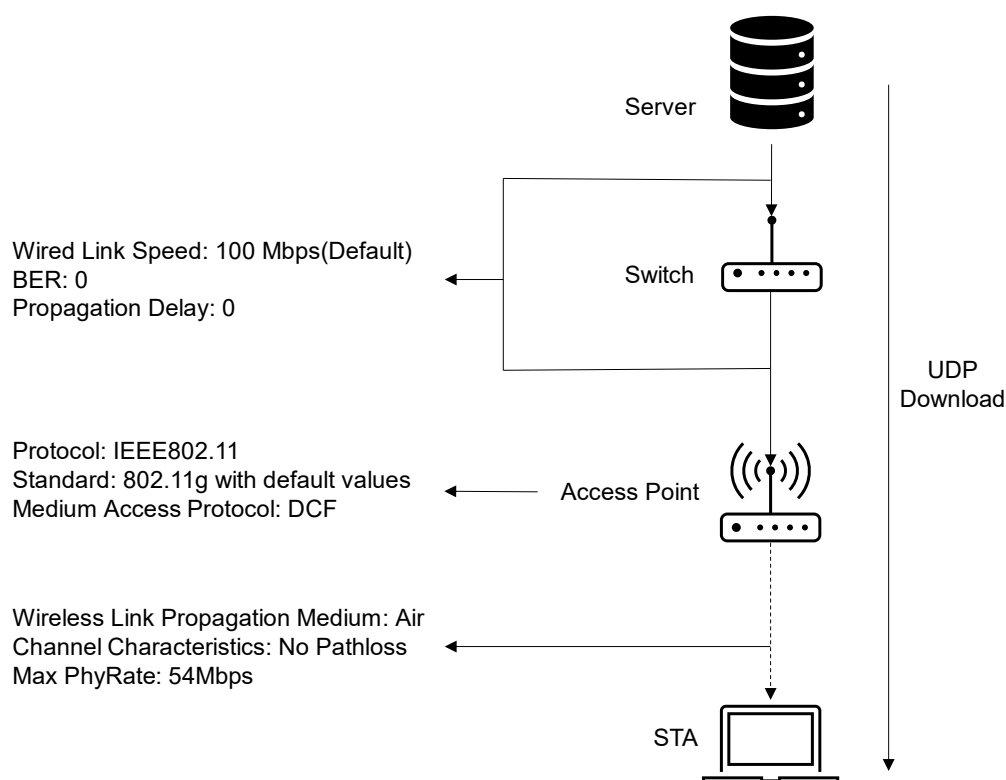 Server
Wired Link Speed: 100 Mbps(Default)
BER: 0
Propagation Delay: 0
Switch
UDP
Download
Protocol: IEEE802.11
Standard: 802.11g with default values
Medium Access Protocol: DCF
Access Point
Wireless Link Propagation Medium: Air
Channel Characteristics: No Pathloss
Max PhyRate: 54Mbps
STA